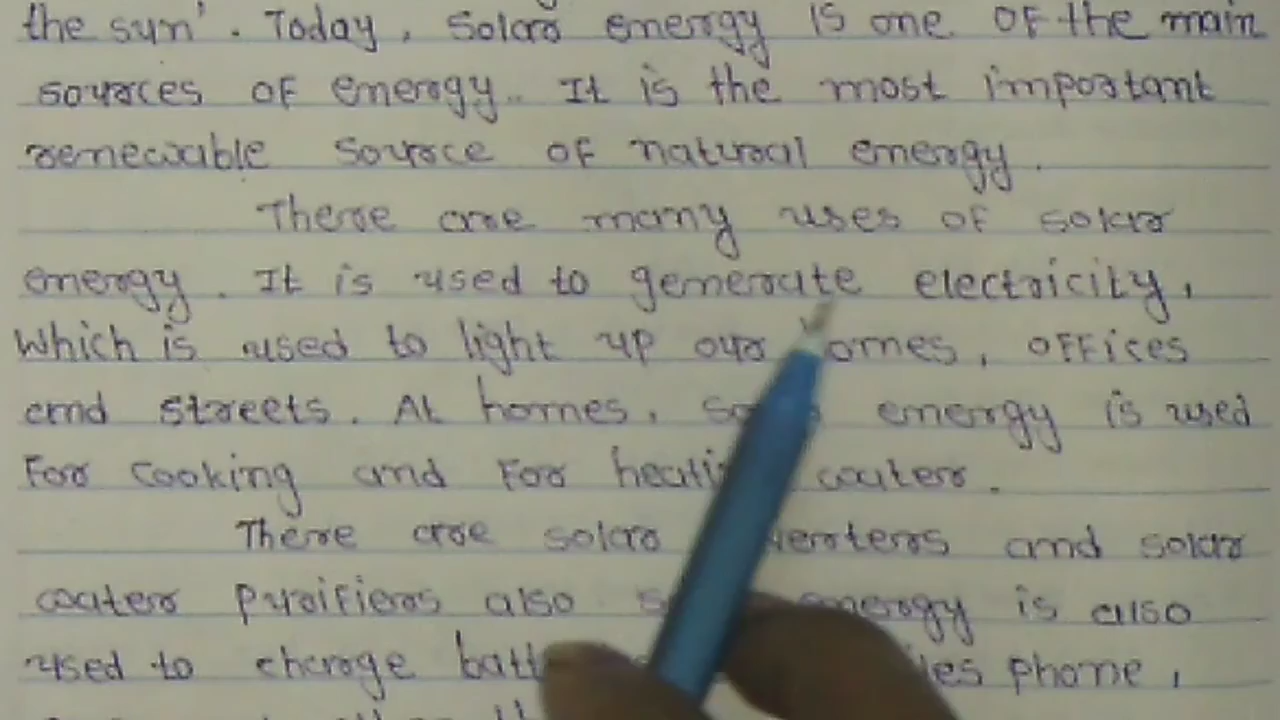 the sun'. Today, Solar energy is one of the main
sources of energy. It is the most important
renewable source of natural energy.
There are many uses of solar
energy. It is used to generate electricity,
which is used to light up our omes, offices
and streets. At homes, energy is used
For cooking and for heati water.
There are solar verters and solar
water purifiers also energy is also
used to charge batt les phone,